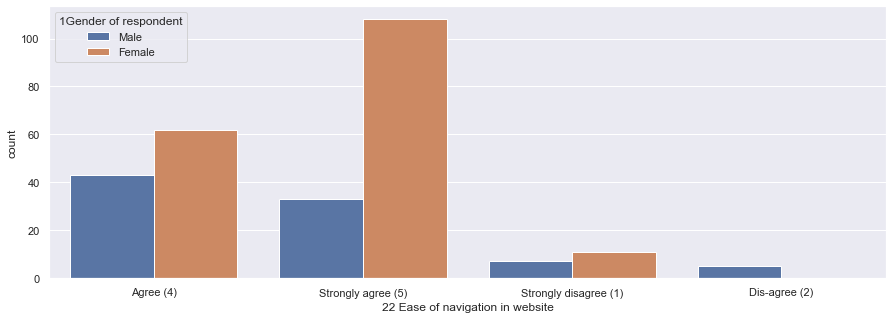 1Gender of respondent
Male
Female
100
80
60
40
20
0
count
Agree (4) Strongly agree (5) Strongly disagree (1) Dis-agree (2)
22 Ease of navigation in website